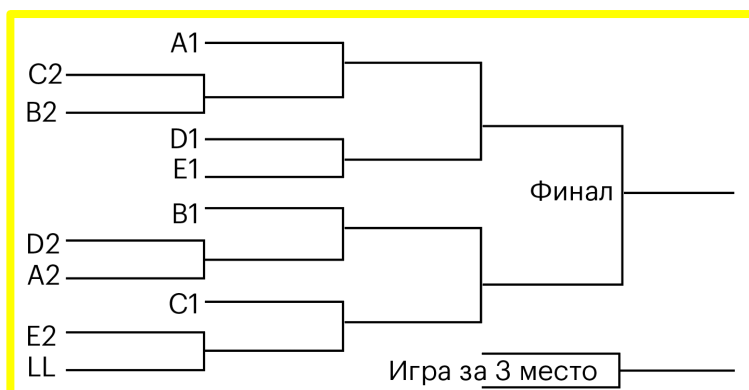 A1
C2
B2
D1
E1
B1
D2
A2
C1
E2
LL
Финал
Игра за 3 место